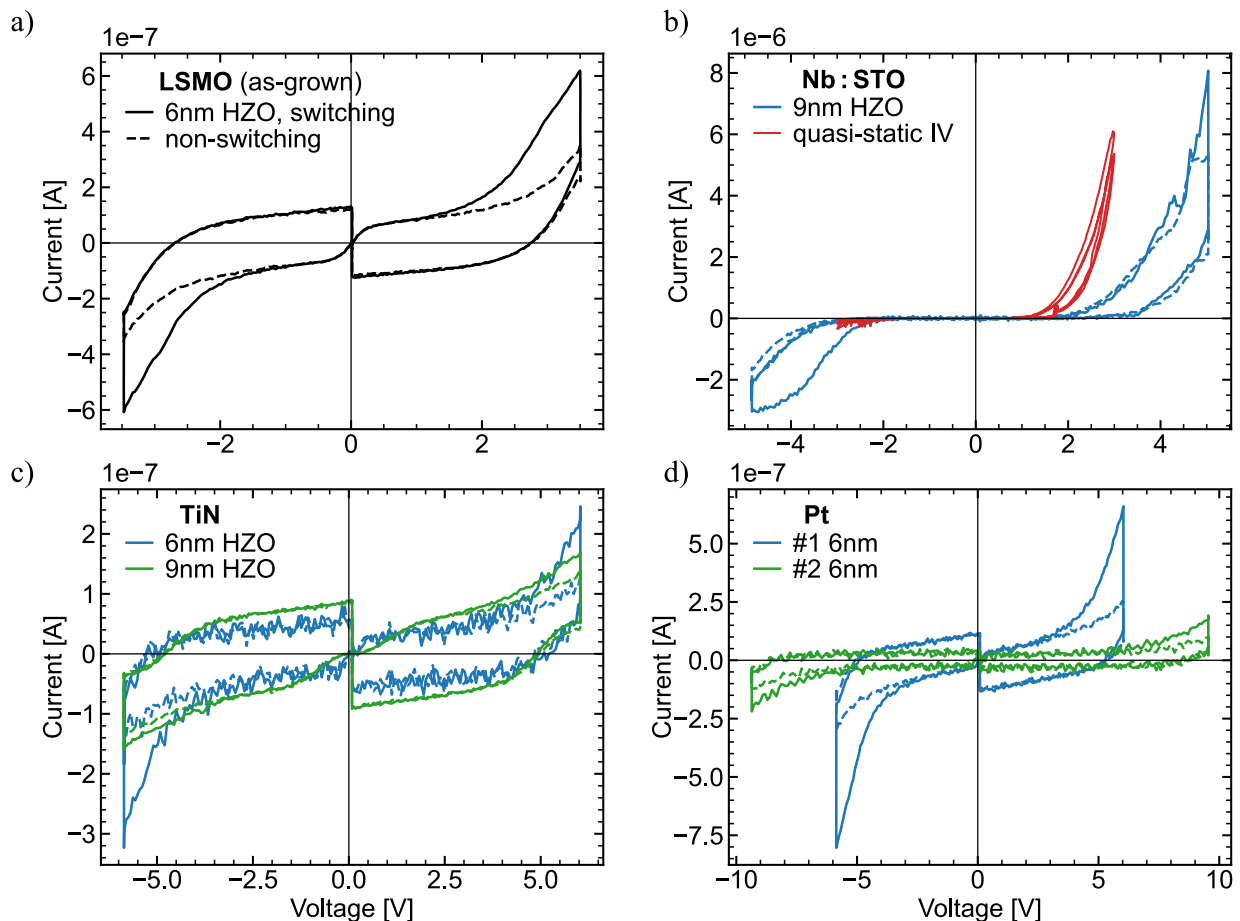 a)
1e−7
LSMO (as-grown)
6nm HZO, switching
non-switching
Current [A]
6
4
2
0
−2
−4
−6
−2
0
2
b)
1e−6
Nb : STO
9nm HZO
quasi-static IV
Current [A]
8
6
4
2
0
−2
−4
−2
0
2
4
c)
1e−7
TiN
6nm HZO
9nm HZO
Current [A]
2
1
0
−1
−2
−3
−5.0
−2.5
0.0
2.5
5.0
Voltage [V]
d)
1e−7
Pt
#1 6nm
#2 6nm
Current [A]
5.0
2.5
0.0
−2.5
−5.0
−7.5
−10
−5
0
5
10
Voltage [V]